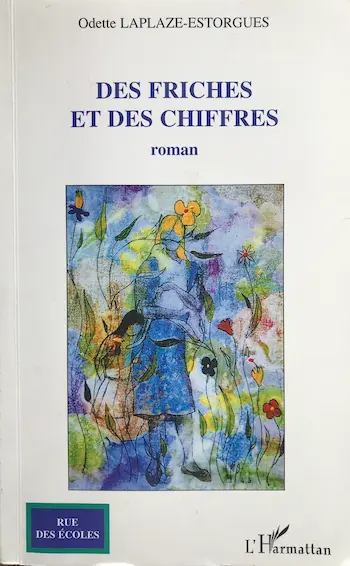 Odette LAPLAZE-ESTORGUES
DES FRICHES
ET DES CHIFFRES
roman
RUE
DES ÉCOLES
L'Harmattan